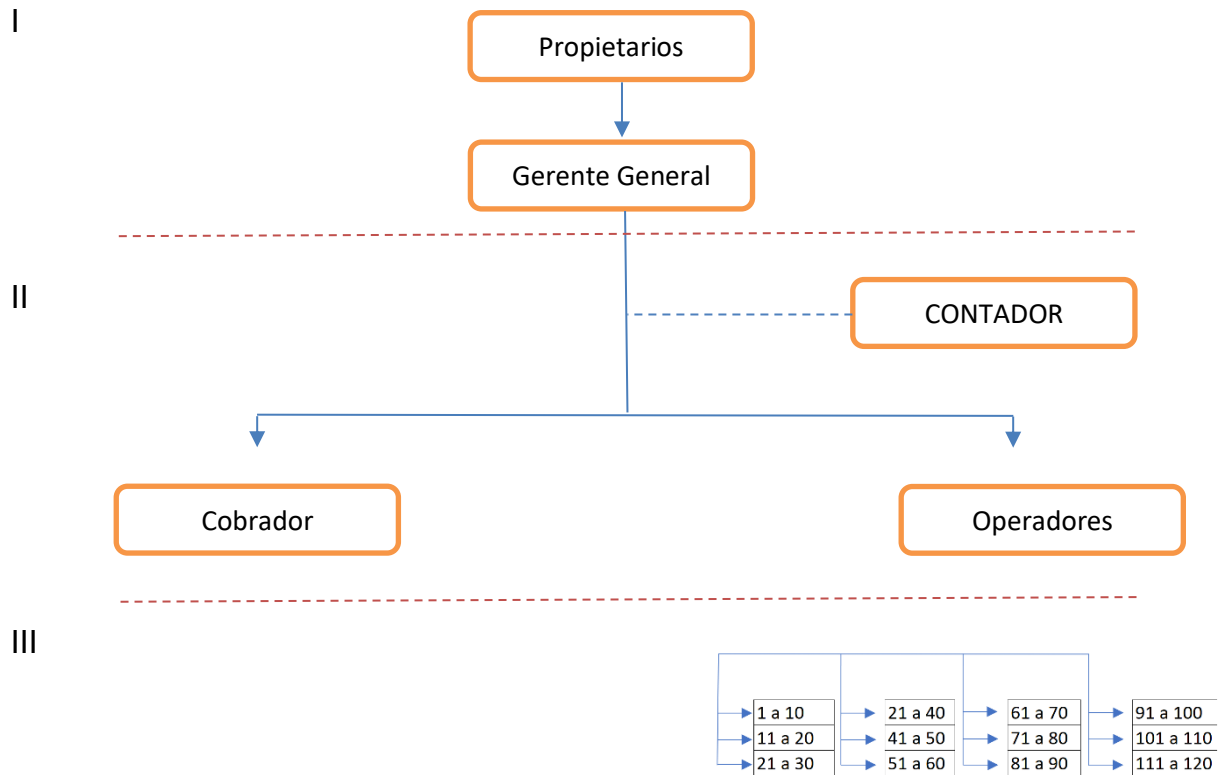 I
Propietarios
Gerente General
II
CONTADOR
Cobrador
Operadores
III
1 a 10
21 a 40
61 a 70
91 a 100
11 a 20
41 a 50
71 a 80
101 a 110
21 a 30
51 a 60
81 a 90
111 a 120